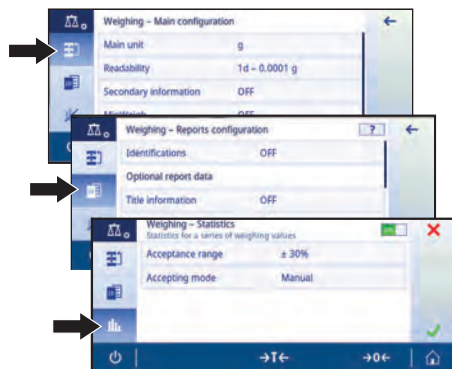 Weighing – Main configuration
Main unit g
Readability 1d – 0.0001 g
Secondary information OFF
MinWeigh OFF
Weighing – Reports configuration ?
Identifications OFF
Optional report data
Title information OFF
Weighing – Statistics
Statistics for a series of weighing values
Acceptance range ± 30%
Accepting mode Manual
→T←
→0←